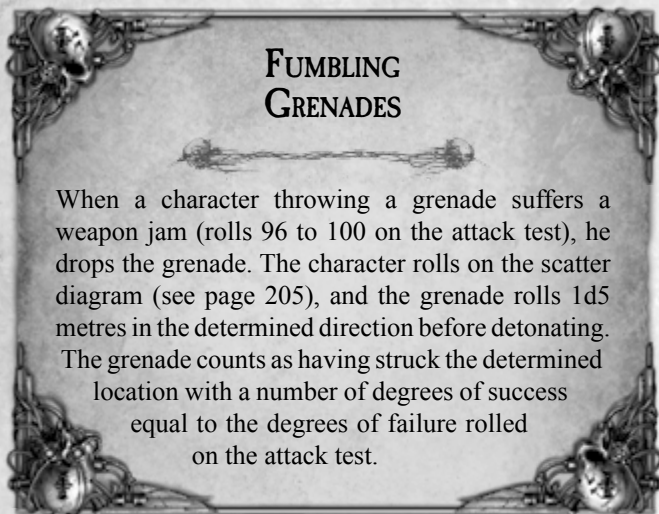 Fumbling
Grenades
When a character throwing a grenade suffers a
weapon jam (rolls 96 to 100 on the attack test), he
drops the grenade. The character rolls on the scatter
diagram (see page 205), and the grenade rolls 1d5
metres in the determined direction before detonating.
The grenade counts as having struck the determined
location with a number of degrees of success
equal to the degrees of failure rolled
on the attack test.